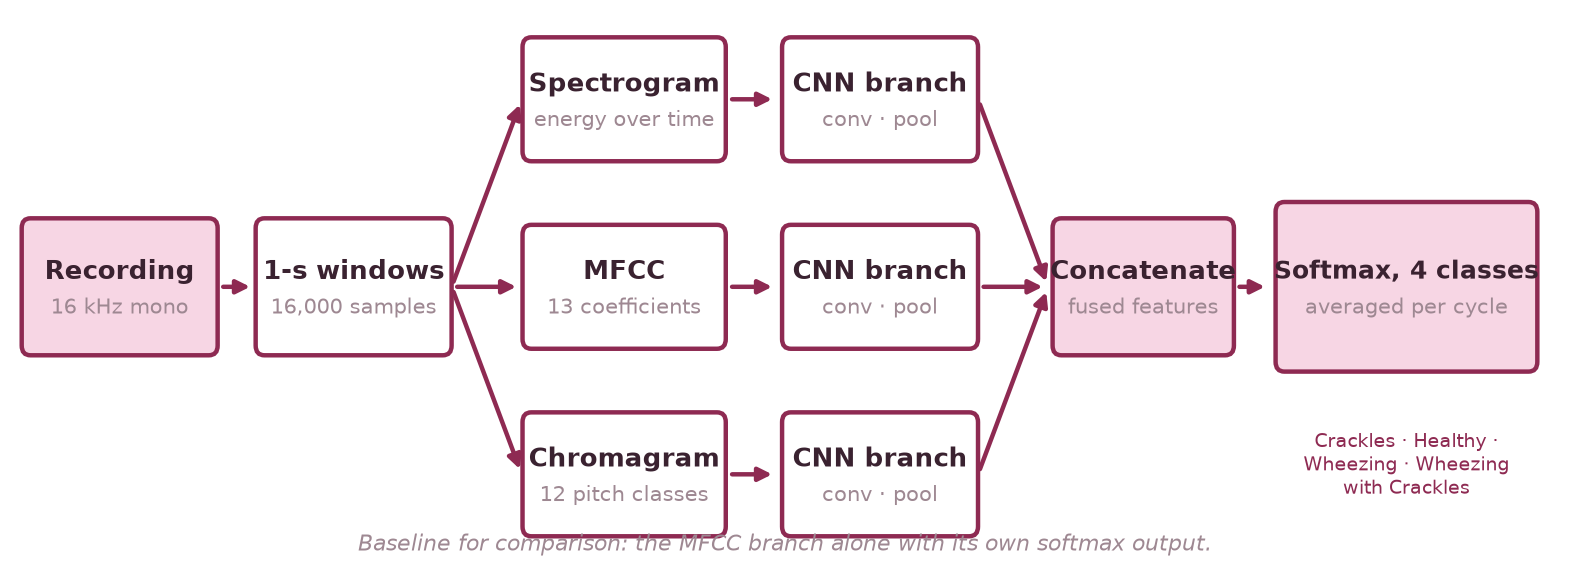 Recording
16 kHz mono
1-s windows
16,000 samples
Spectrogram
energy over time
CNN branch
conv · pool
MFCC
13 coefficients
CNN branch
conv · pool
Chromagram
12 pitch classes
CNN branch
conv · pool
Concatenate
fused features
Softmax, 4 classes
averaged per cycle
Crackles · Healthy ·
Wheezing · Wheezing
with Crackles
Baseline for comparison: the MFCC branch alone with its own softmax output.